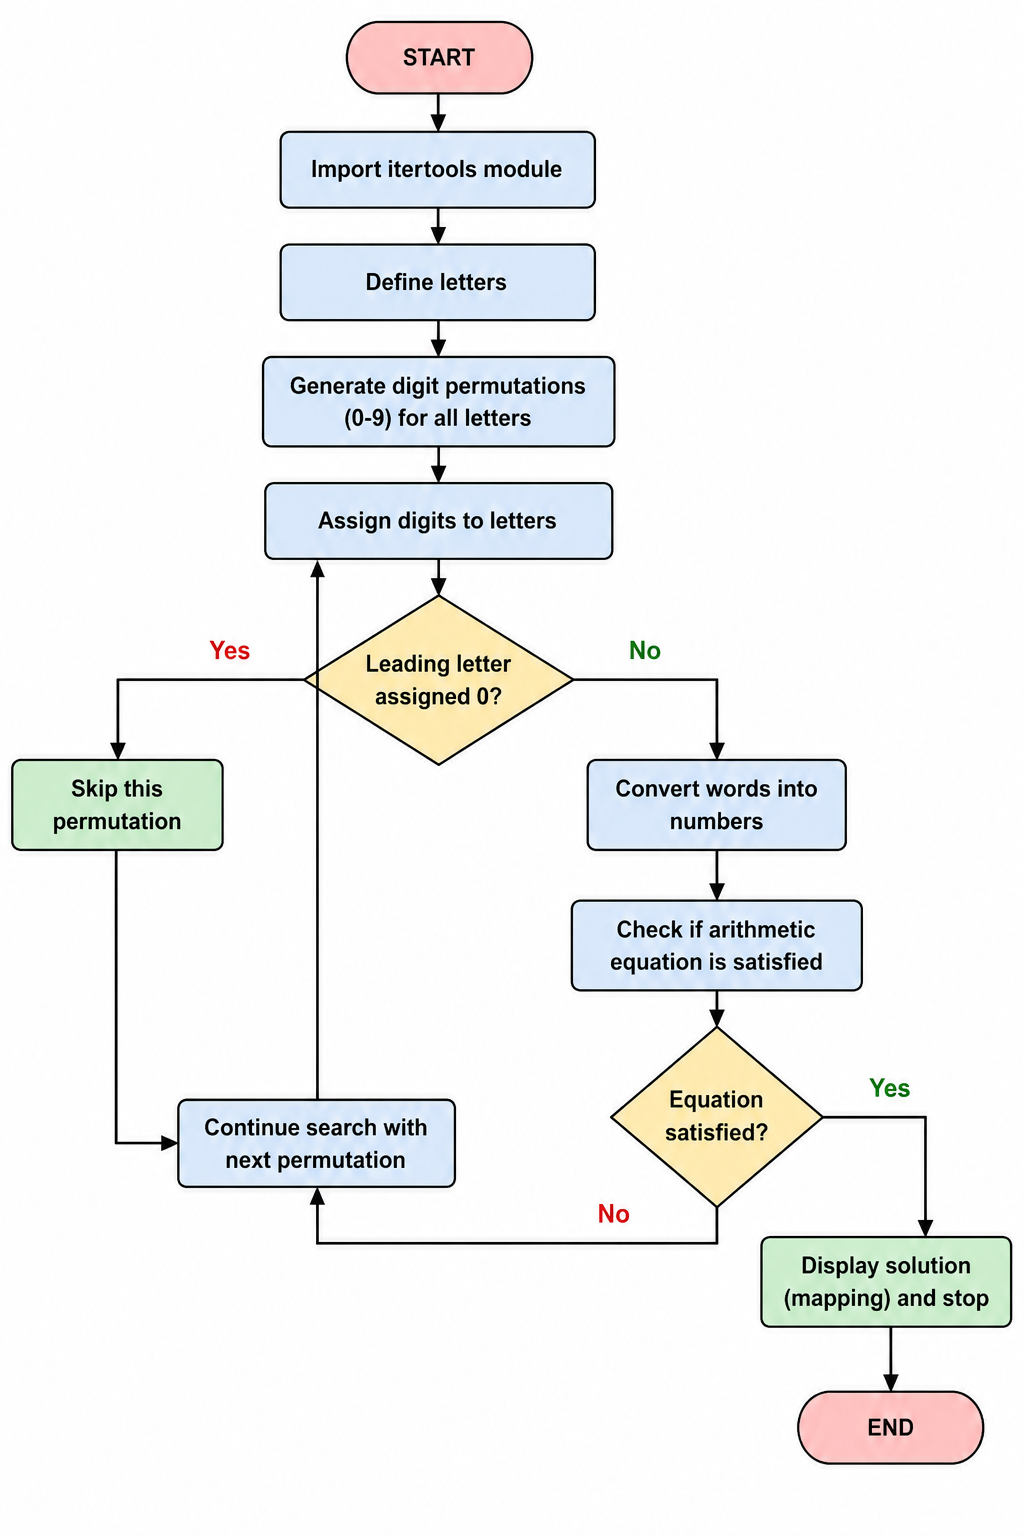 START
Import itertools module
Define letters
Generate digit permutations
(0-9) for all letters
Assign digits to letters
Yes
No
Leading letter
assigned 0?
Skip this
permutation
Convert words into
numbers
Check if arithmetic
equation is satisfied
Equation
satisfied?
Yes
Continue search with
next permutation
No
Display solution
(mapping) and stop
END